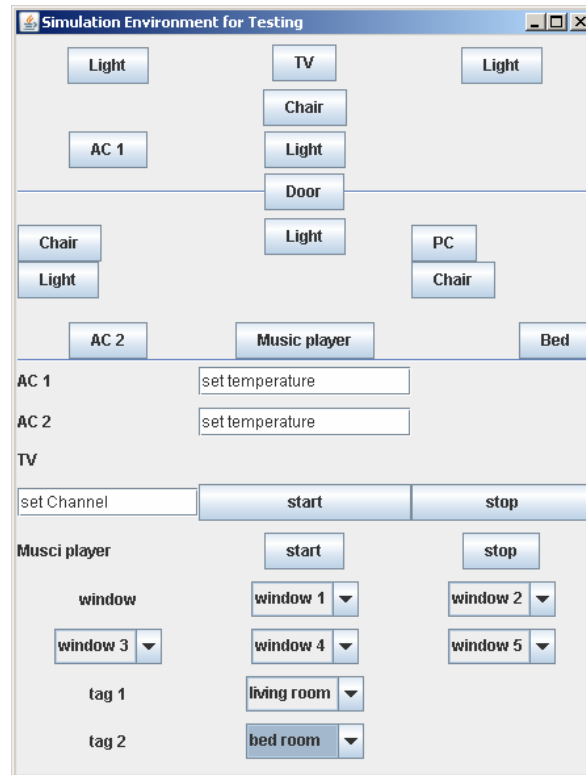 Simulation Environment for Testing
Light TV Light
Chair
AC 1 Light
Door
Chair Light PC
Light Chair
AC 2 Music player Bed
AC 1 set temperature
AC 2 set temperature
TV
set Channel start stop
Musci player start stop
window window 1 window 2
window 3 window 4 window 5
tag 1 living room
tag 2 bed room